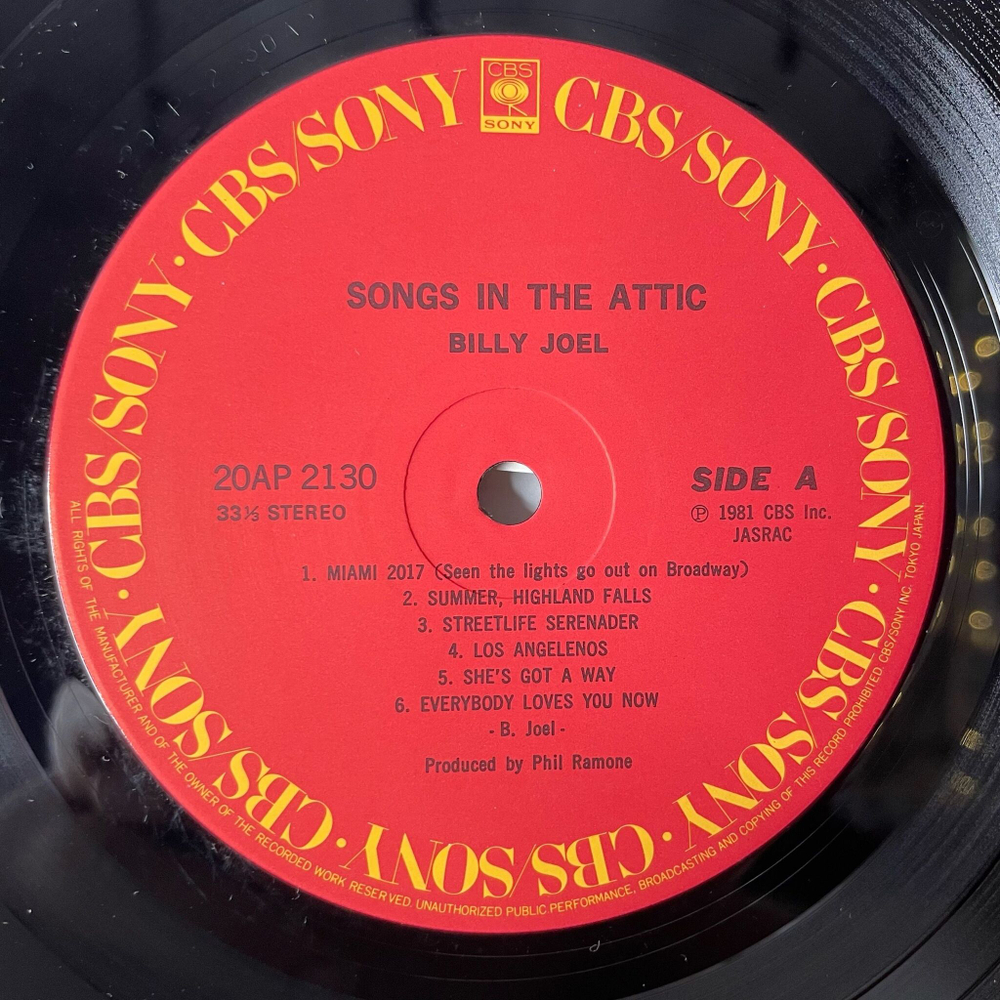 CBS
SONY
CBS/SONY · CBS/SONY · CBS/SONY · CBS/SONY · CBS/SONY · CBS/SONY · CBS/SONY · CBS/SONY
SONGS IN THE ATTIC
BILLY JOEL
20AP 2130
33⅓ STEREO
SIDE A
Ⓟ 1981 CBS Inc.
JASRAC
1. MIAMI 2017 (Seen the lights go out on Broadway)
2. SUMMER, HIGHLAND FALLS
3. STREETLIFE SERENADER
4. LOS ANGELENOS
5. SHE'S GOT A WAY
6. EVERYBODY LOVES YOU NOW
- B. Joel -
Produced by Phil Ramone
ALL RIGHTS OF THE MANUFACTURER AND OF THE OWNER OF THE RECORDED WORK RESERVED. UNAUTHORIZED PUBLIC PERFORMANCE, BROADCASTING AND COPYING OF THIS RECORD PROHIBITED. CBS/SONY INC. TOKYO JAPAN